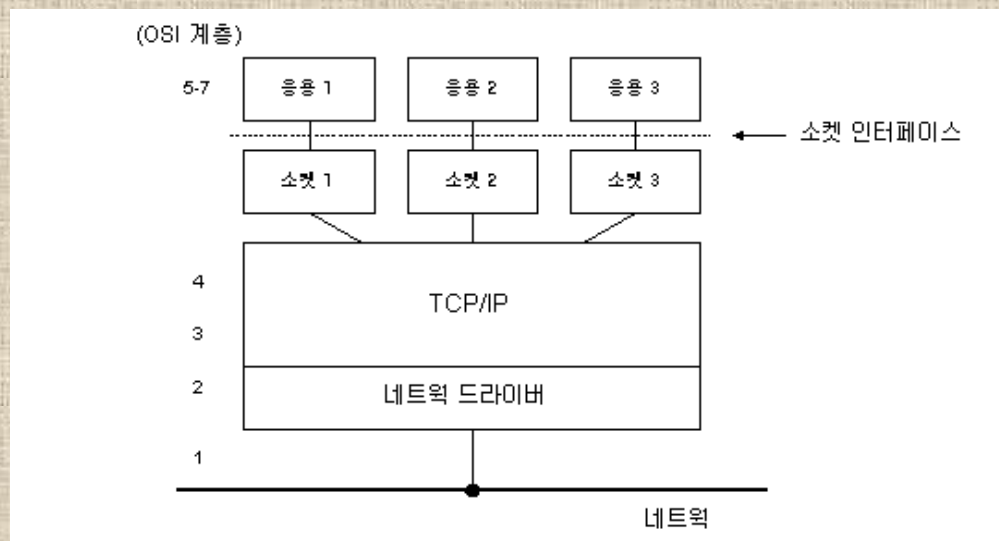 (OSI 계층)
5-7 응용 1 응용 2 응용 3
소켓 인터페이스
소켓 1 소켓 2 소켓 3
4
TCP/IP
3
2 네트웍 드라이버
1
네트웍